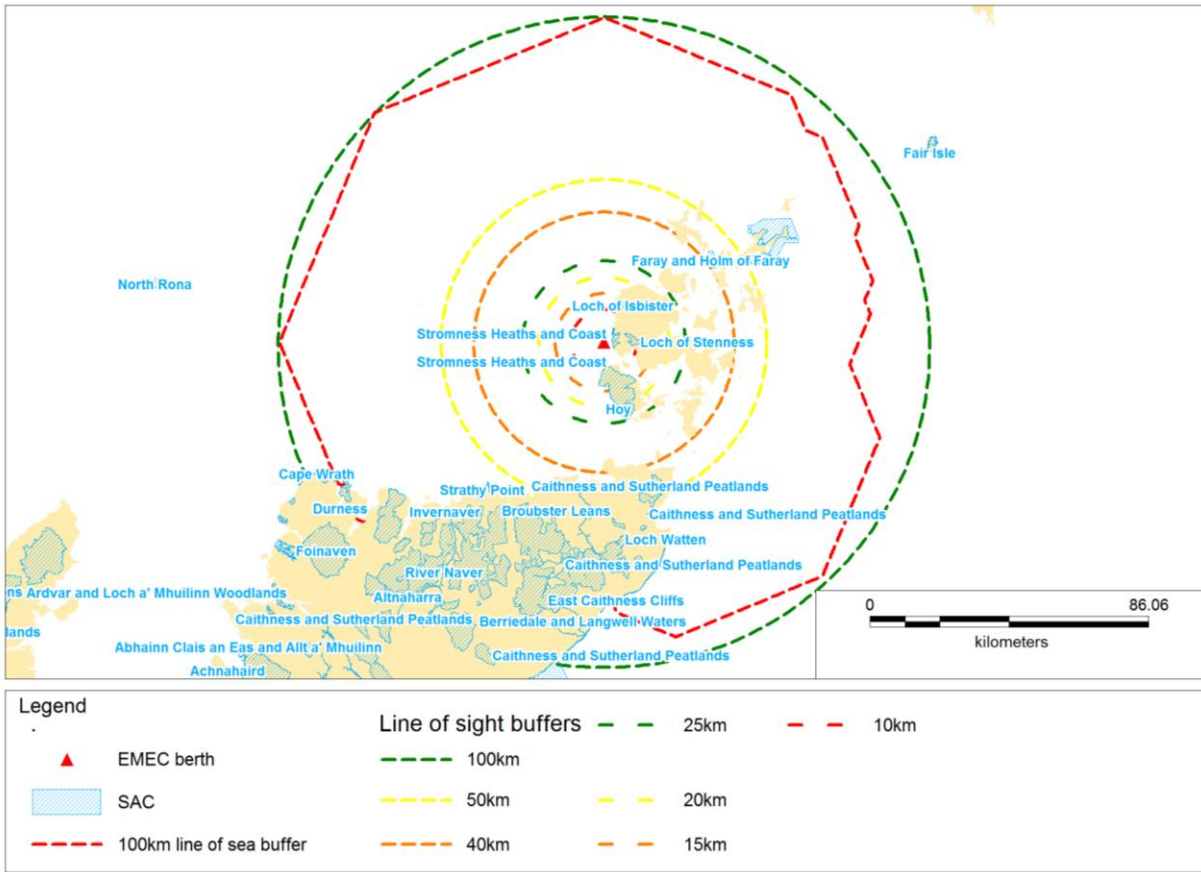 Fair Isle
Faray and Holm of Faray
North Rona
Loch of Isbister
Stromness Heaths and Coast
Loch of Stenness
Stromness Heaths and Coast
Hoy
Cape Wrath
Strathy Point
Caithness and Sutherland Peatlands
Durness
Invernaver
Broubster Leans
Caithness and Sutherland Peatlands
Loch Watten
Foinaven
River Naver
Caithness and Sutherland Peatlands
ns
Ardvar and Loch a' Mhuilinn Woodlands
Altnaharra
East Caithness Cliffs
lands
Caithness and Sutherland Peatlands
Berriedale and Langwell Waters
Abhainn Clais an Eas and Allt a' Mhuilinn
Caithness and Sutherland Peatlands
Achnahaird
0 86.06
kilometers
Legend
.
EMEC berth
SAC
100km line of sea buffer
Line of sight buffers
100km
50km
40km
25km
20km
15km
10km